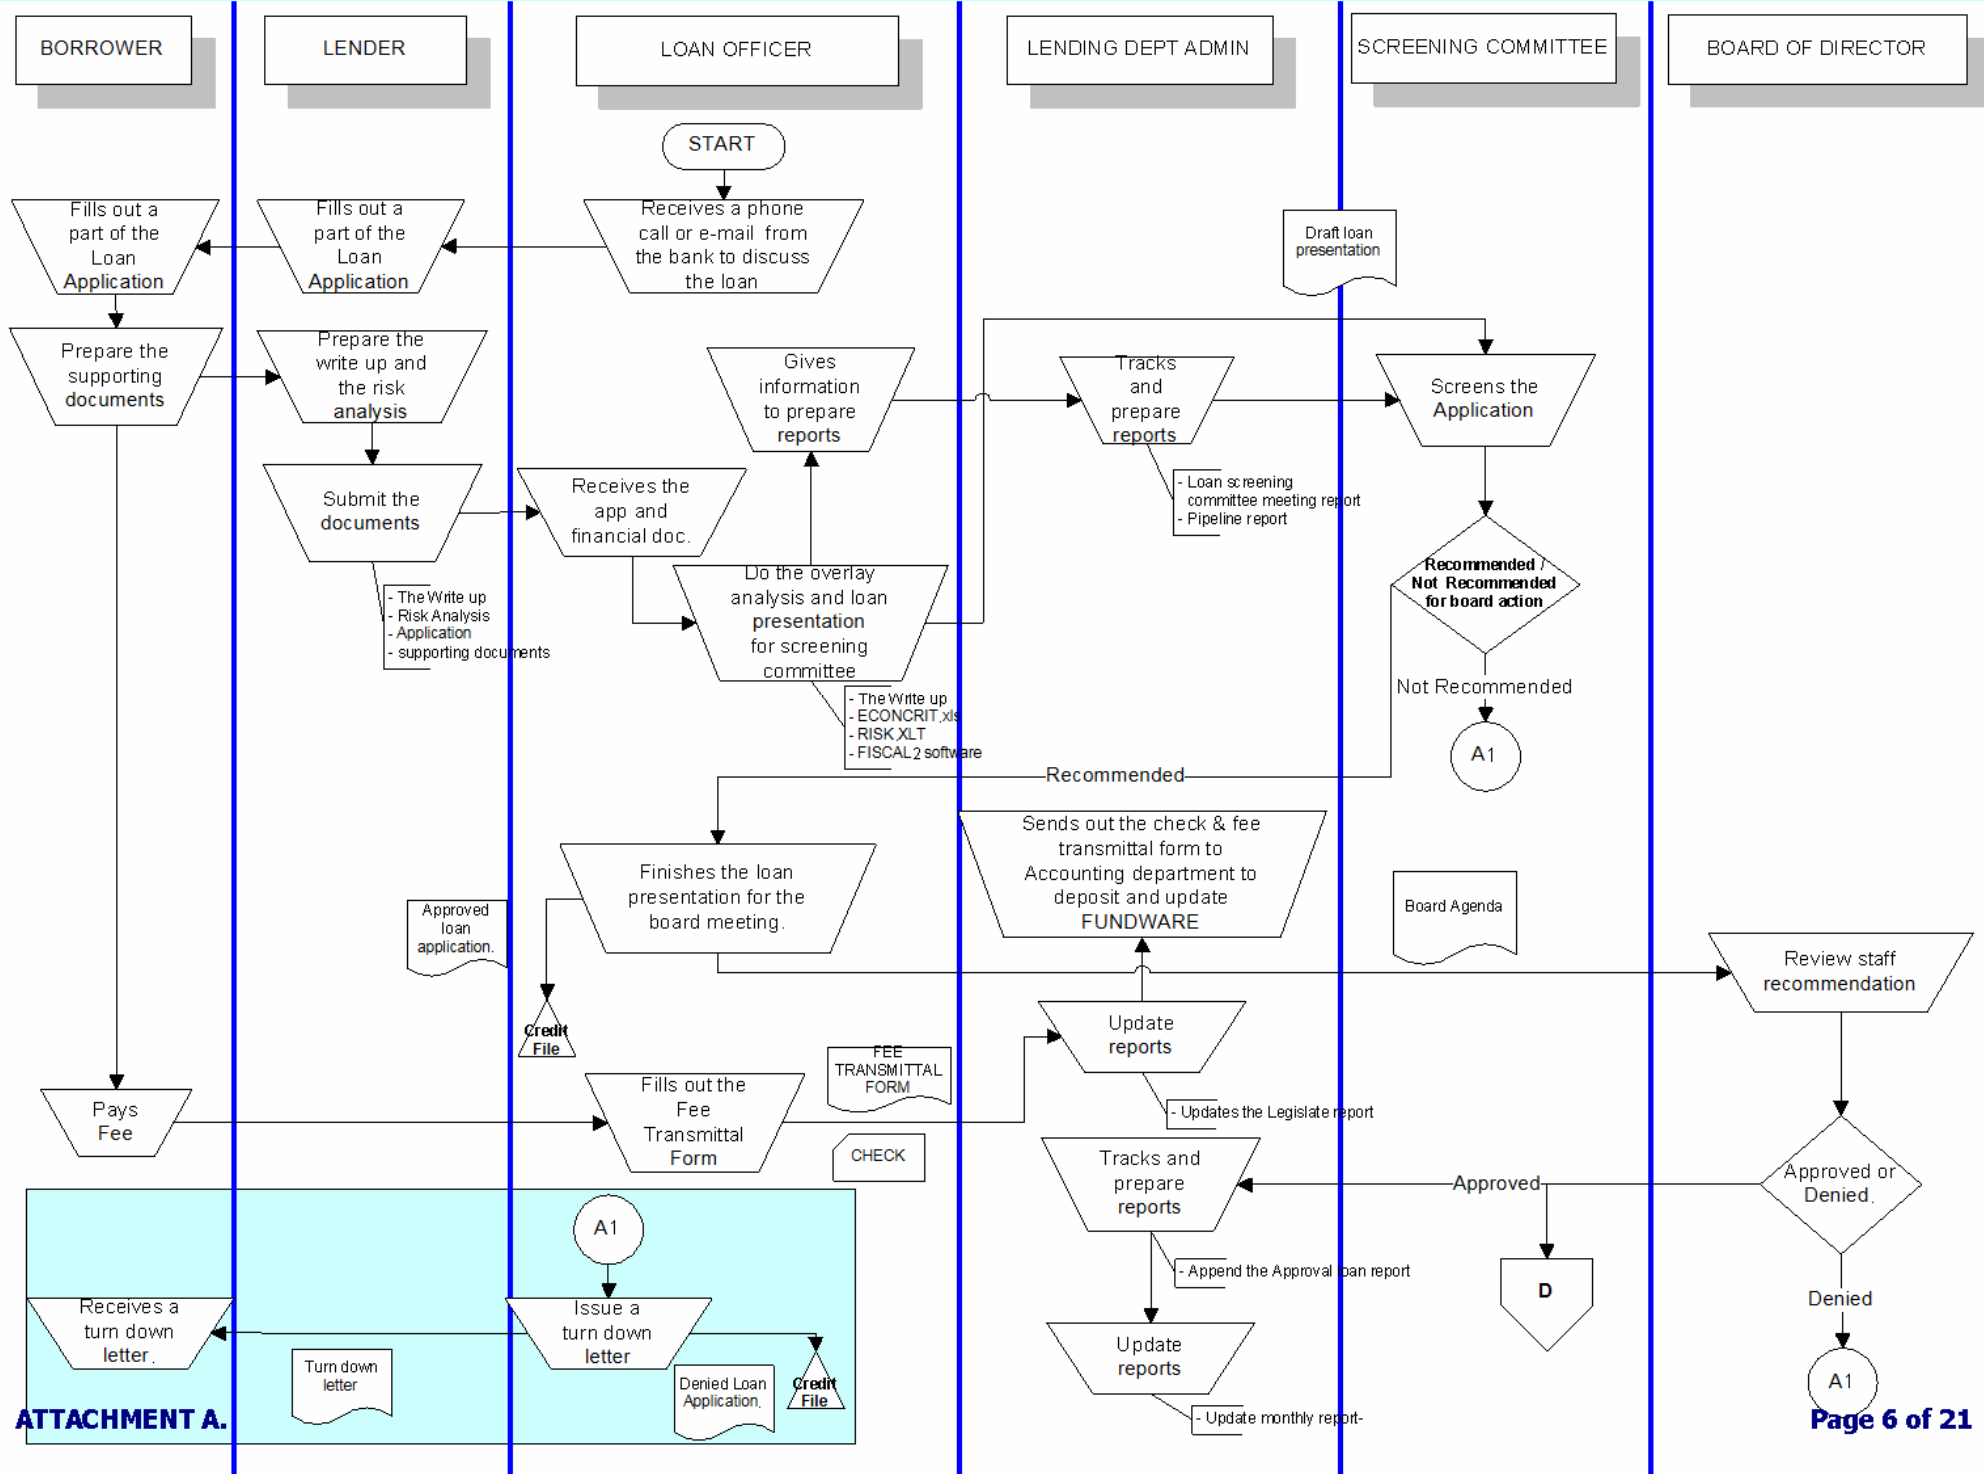 BORROWER
LENDER
LOAN OFFICER
LENDING DEPT ADMIN
SCREENING COMMITTEE
BOARD OF DIRECTOR
START
Fills out a
part of the
Loan
Application
Fills out a
part of the
Loan
Application
Receives a phone
call or e-mail from
the bank to discuss
the loan
Draft loan
presentation
Prepare the
supporting
documents
Prepare the
write up and
the risk
analysis
Gives
information
to prepare
reports
Tracks
and
prepare
reports
Screens the
Application
Submit the
documents
Receives the
app and
financial doc.
- Loan screening
committee meeting report
- Pipeline report
Recommended /
Not Recommended
for board action
- The Write up
- Risk Analysis
- Application
- supporting documents
Do the overlay
analysis and loan
presentation
for screening
committee
- The Write up
- ECONCRIT.xls
- RISK.XLT
- FISCAL2 software
Not Recommended
A1
Recommended
Sends out the check & fee
transmittal form to
Accounting department to
deposit and update
FUNDWARE
Finishes the loan
presentation for the
board meeting.
Approved
loan
application.
Board Agenda
Review staff
recommendation
Credit
File
Update
reports
FEE
TRANSMITTAL
FORM
Fills out the
Fee
Transmittal
Form
Pays
Fee
- Updates the Legislate report
CHECK
Tracks and
prepare
reports
Approved
Approved or
Denied.
A1
- Append the Approval loan report
D
Denied
Receives a
turn down
letter.
Issue a
turn down
letter
Turn down
letter
Denied Loan
Application.
Credit
File
Update
reports
A1
- Update monthly report-
ATTACHMENT A.
Page 6 of 21